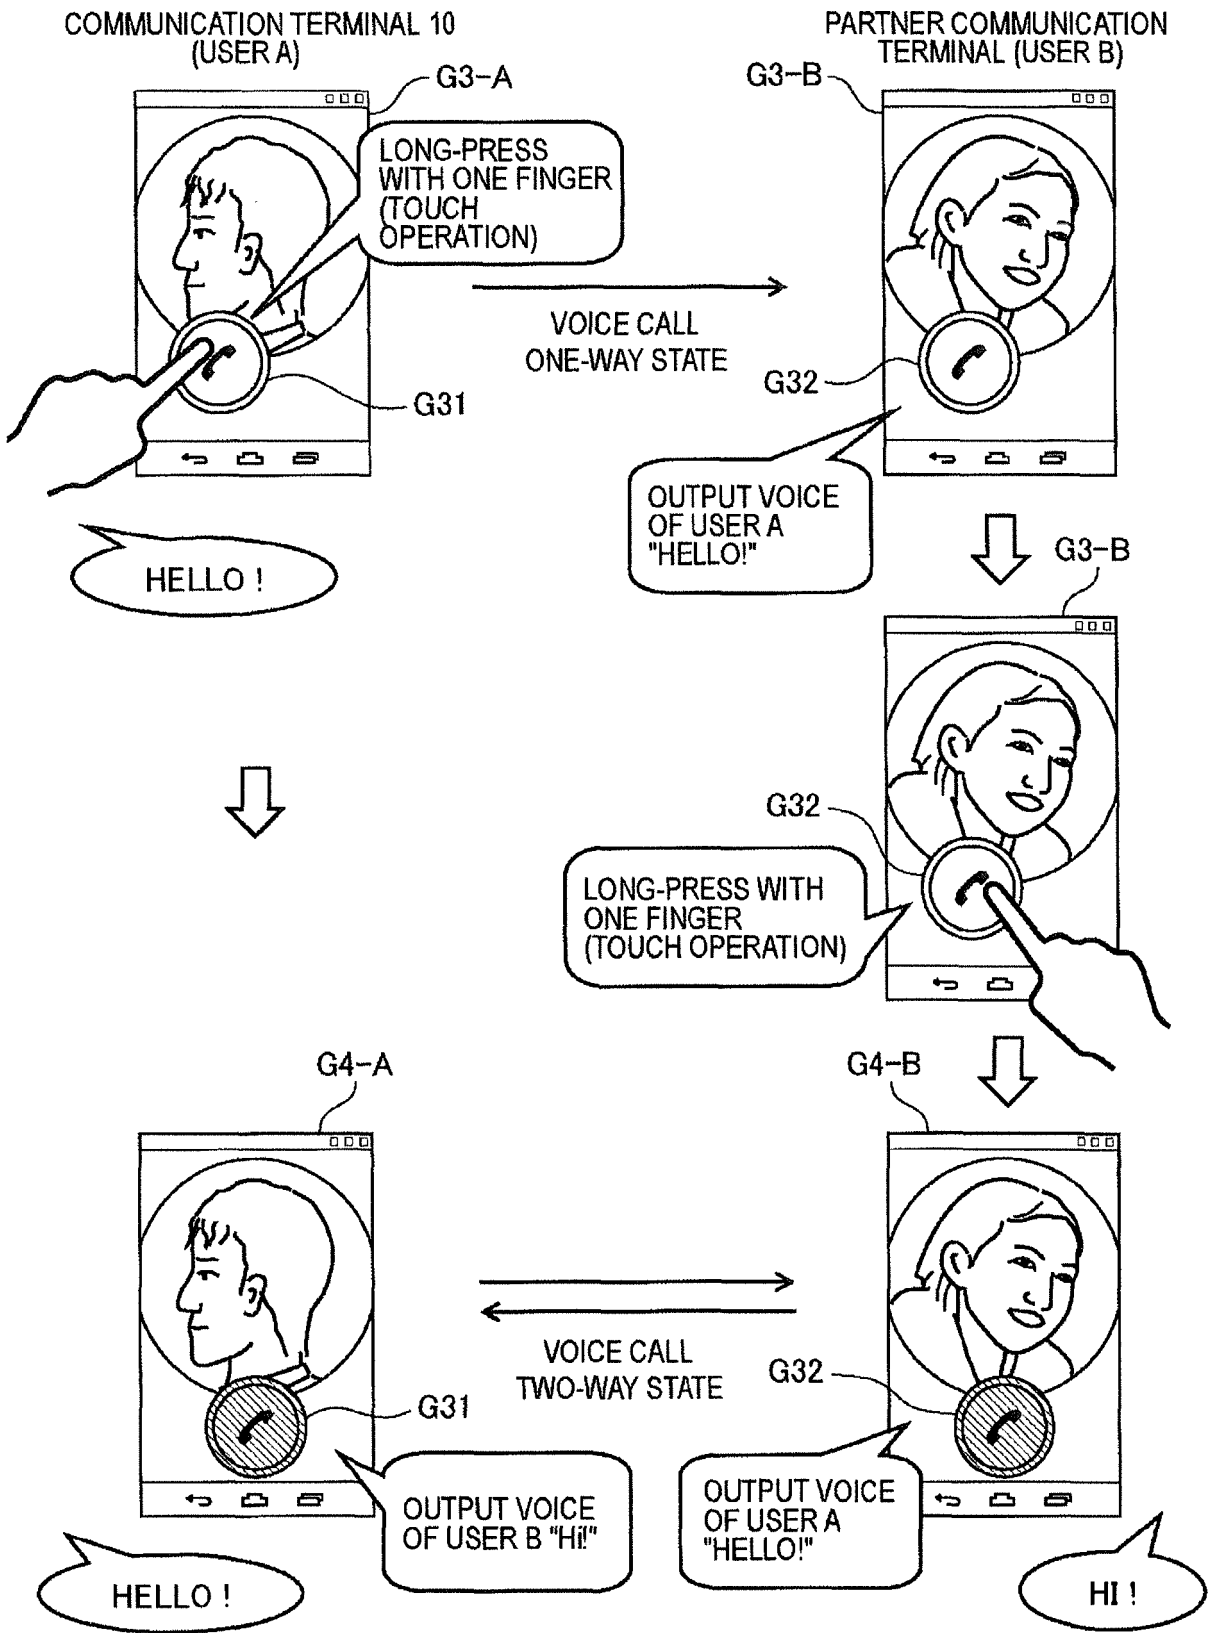 COMMUNICATION TERMINAL 10
(USER A)
PARTNER COMMUNICATION
TERMINAL (USER B)
G3-A
G3-B
LONG-PRESS
WITH ONE FINGER
(TOUCH
OPERATION)
VOICE CALL
ONE-WAY STATE
G32
G31
OUTPUT VOICE
OF USER A
"HELLO!"
HELLO !
G3-B
G32
LONG-PRESS WITH
ONE FINGER
(TOUCH OPERATION)
G4-A
G4-B
VOICE CALL
TWO-WAY STATE
G32
G31
OUTPUT VOICE
OF USER B "Hi!"
OUTPUT VOICE
OF USER A
"HELLO!"
HELLO !
HI !